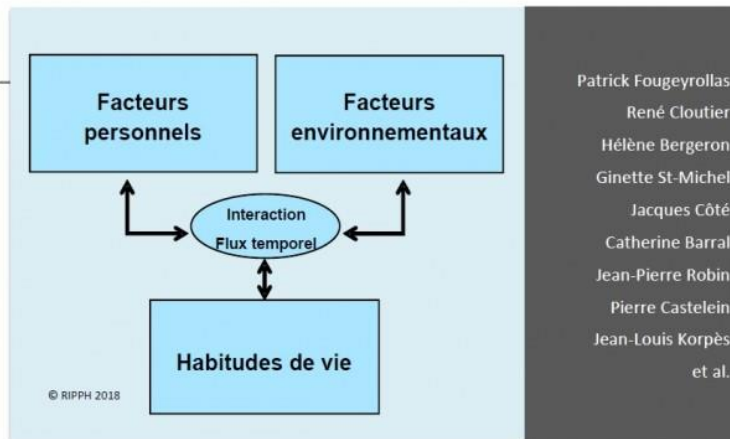 Facteurs
personnels
Facteurs
environnementaux
Interaction
Flux temporel
Habitudes de vie
© RIPPH 2018
Patrick Fougeyrollas
René Cloutier
Hélène Bergeron
Ginette St-Michel
Jacques Côté
Catherine Barral
Jean-Pierre Robin
Pierre Castelein
Jean-Louis Korpès
et al.